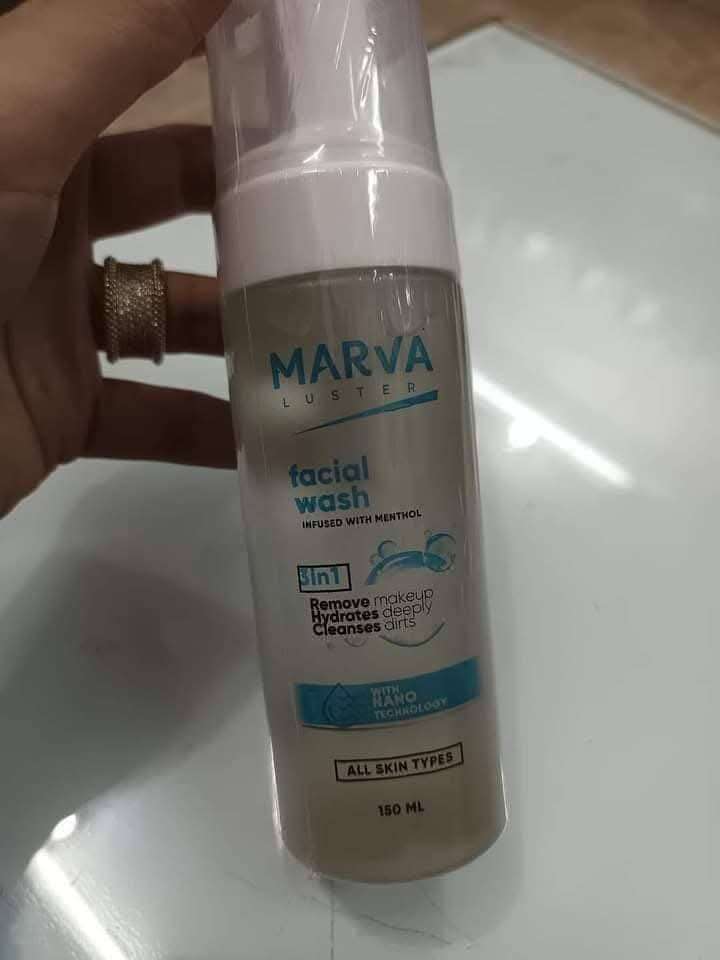 MARVA
LUSTER
facial
wash
INFUSED WITH MENTHOL
3in1
Remove makeup
Hydrates deeply
Cleanses dirts
WITH
NANO
TECHNOLOGY
ALL SKIN TYPES
150 ML